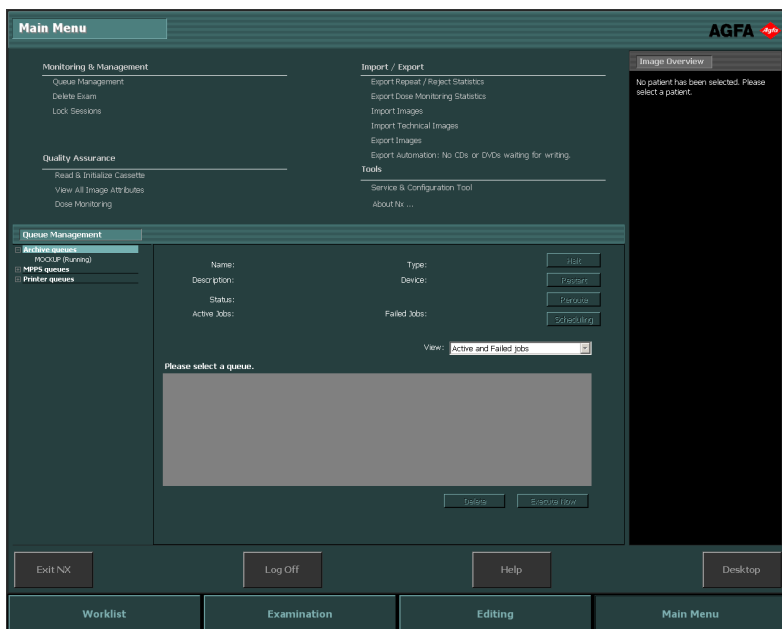 Main Menu
AGFA
Agfa
Monitoring & Management
Queue Management
Delete Exam
Lock Sessions
Quality Assurance
Read & Initialize Cassette
View All Image Attributes
Dose Monitoring
Import / Export
Export Repeat / Reject Statistics
Export Dose Monitoring Statistics
Import Images
Import Technical Images
Export Images
Export Automation: No CDs or DVDs waiting for writing.
Tools
Service & Configuration Tool
About Nx ...
Image Overview
No patient has been selected. Please
select a patient.
Queue Management
Archive queues
MOCKUP (Running)
MPPS queues
Printer queues
Name:
Type:
Halt
Description:
Device:
Restart
Status:
Reroute
Active Jobs:
Failed Jobs:
Scheduling
View: Active and Failed jobs
Please select a queue.
Delete
Execute Now
Exit NX
Log Off
Help
Desktop
Worklist
Examination
Editing
Main Menu